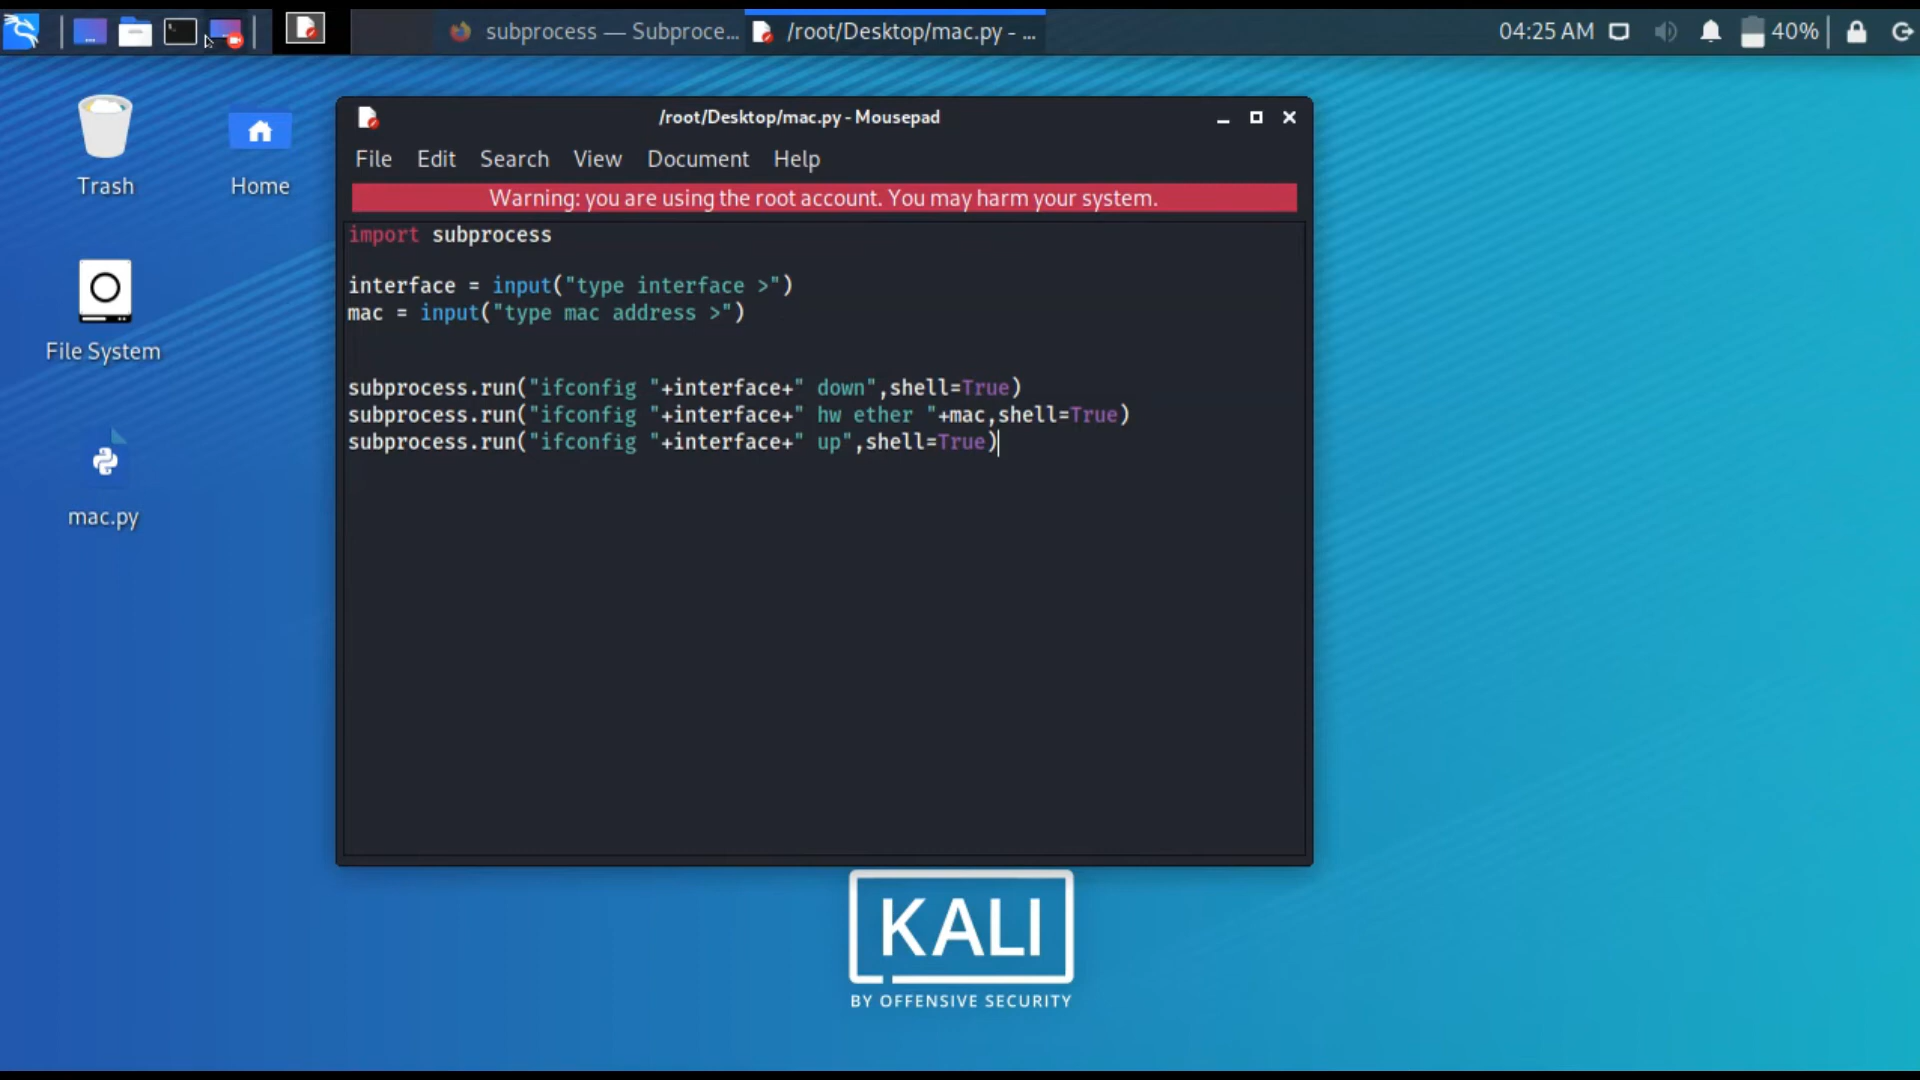 subprocess — Subproce...
/root/Desktop/mac.py - ...
04:25 AM
40%
Trash
Home
File System
mac.py
/root/Desktop/mac.py - Mousepad
File Edit Search View Document Help
Warning: you are using the root account. You may harm your system.
import subprocess
interface = input("type interface >")
mac = input("type mac address >")
subprocess.run("ifconfig "+interface+" down",shell=True)
subprocess.run("ifconfig "+interface+" hw ether "+mac,shell=True)
subprocess.run("ifconfig "+interface+" up",shell=True)
KALI
BY OFFENSIVE SECURITY